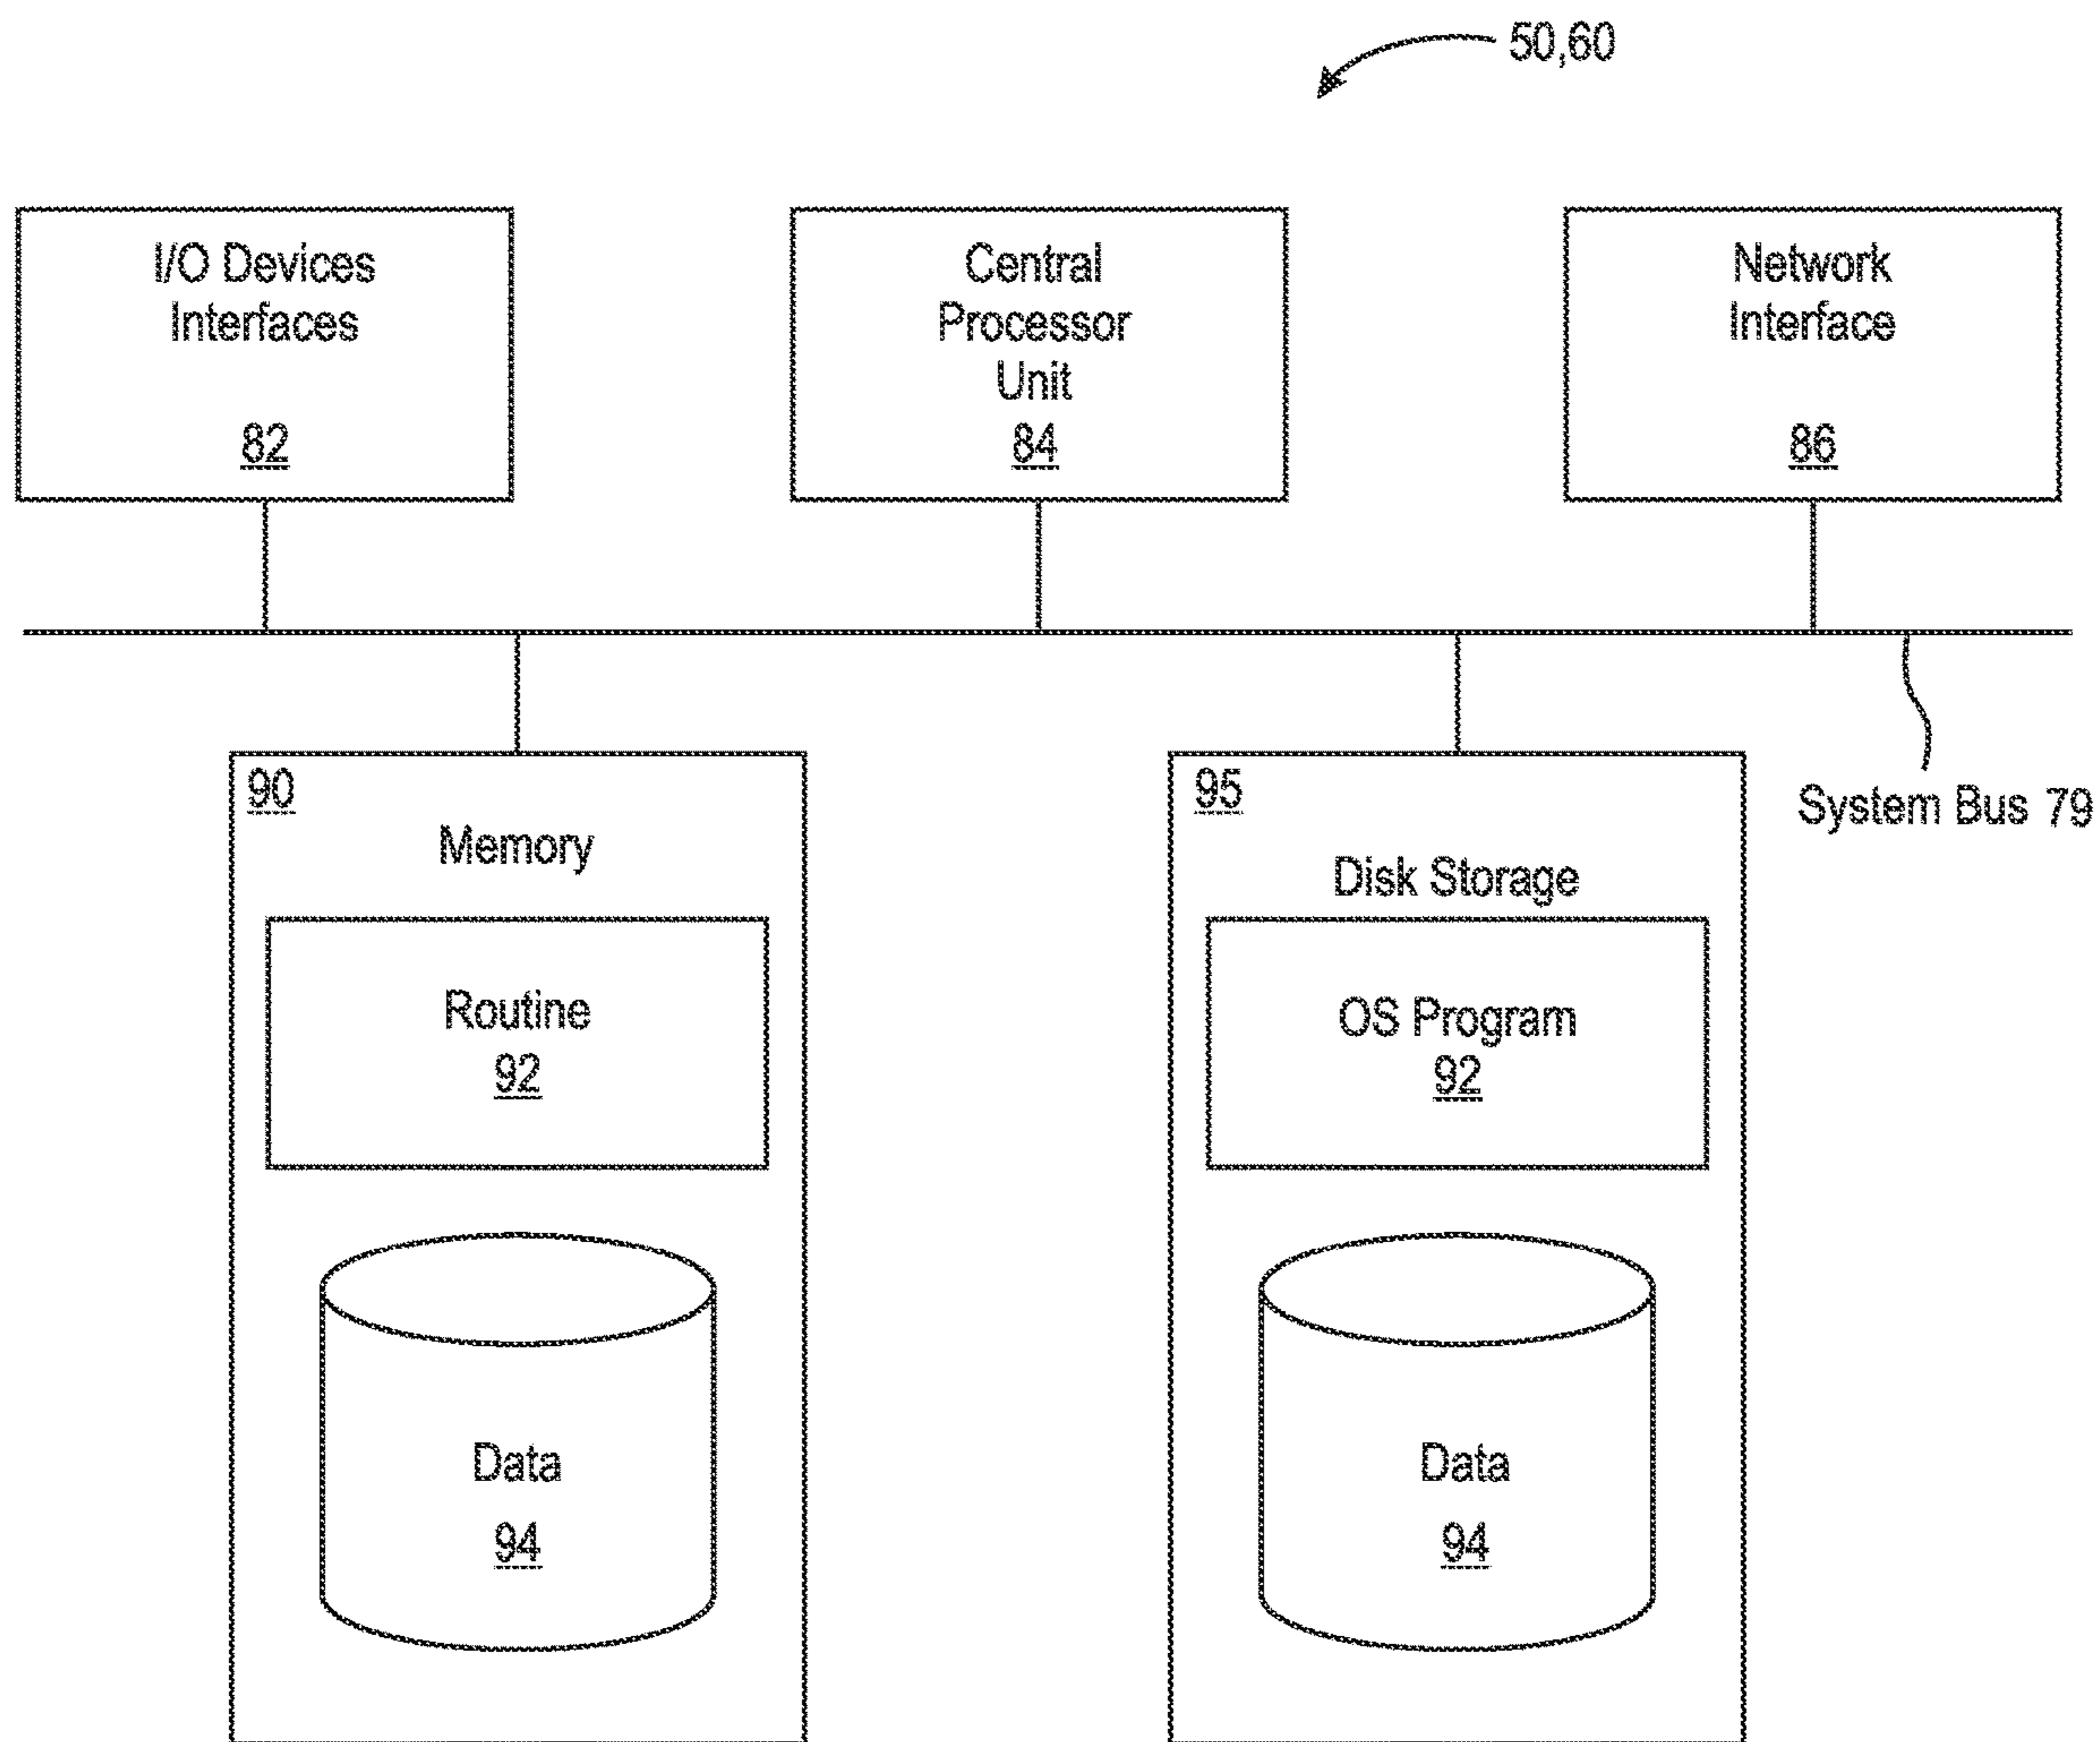 50,60
I/O Devices
Interfaces
82
Central
Processor
Unit
84
Network
Interface
86
System Bus 79
90
Memory
Routine
92
Data
94
95
Disk Storage
OS Program
92
Data
94